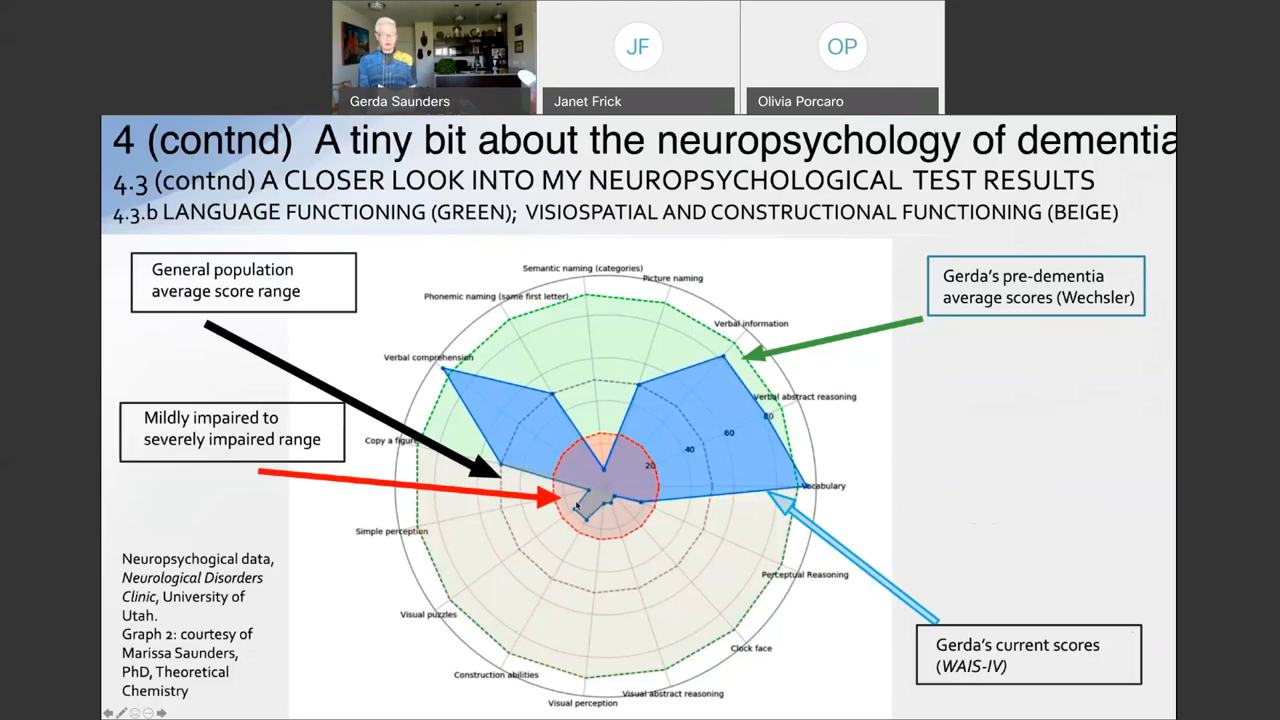 JF
OP
Gerda Saunders
Janet Frick
Olivia Porcaro
4 (contnd) A tiny bit about the neuropsychology of dementia
4.3 (contnd) A CLOSER LOOK INTO MY NEUROPSYCHOLOGICAL TEST RESULTS
4.3.b LANGUAGE FUNCTIONING (GREEN); VISIOSPATIAL AND CONSTRUCTIONAL FUNCTIONING (BEIGE)
General population
average score range
Mildly impaired to
severely impaired range
Gerda's pre-dementia
average scores (Wechsler)
Semantic naming (categories)
Picture naming
Phonemic naming (same first letter)
Verbal information
Verbal comprehension
Verbal abstract reasoning
80
60
40
20
Copy a figure
Vocabulary
Simple perception
Perceptual Reasoning
Visual puzzles
Clock face
Construction abilities
Visual abstract reasoning
Visual perception
Neuropsychogical data,
Neurological Disorders
Clinic, University of
Utah.
Graph 2: courtesy of
Marissa Saunders,
PhD, Theoretical
Chemistry
Gerda's current scores
(WAIS-IV)